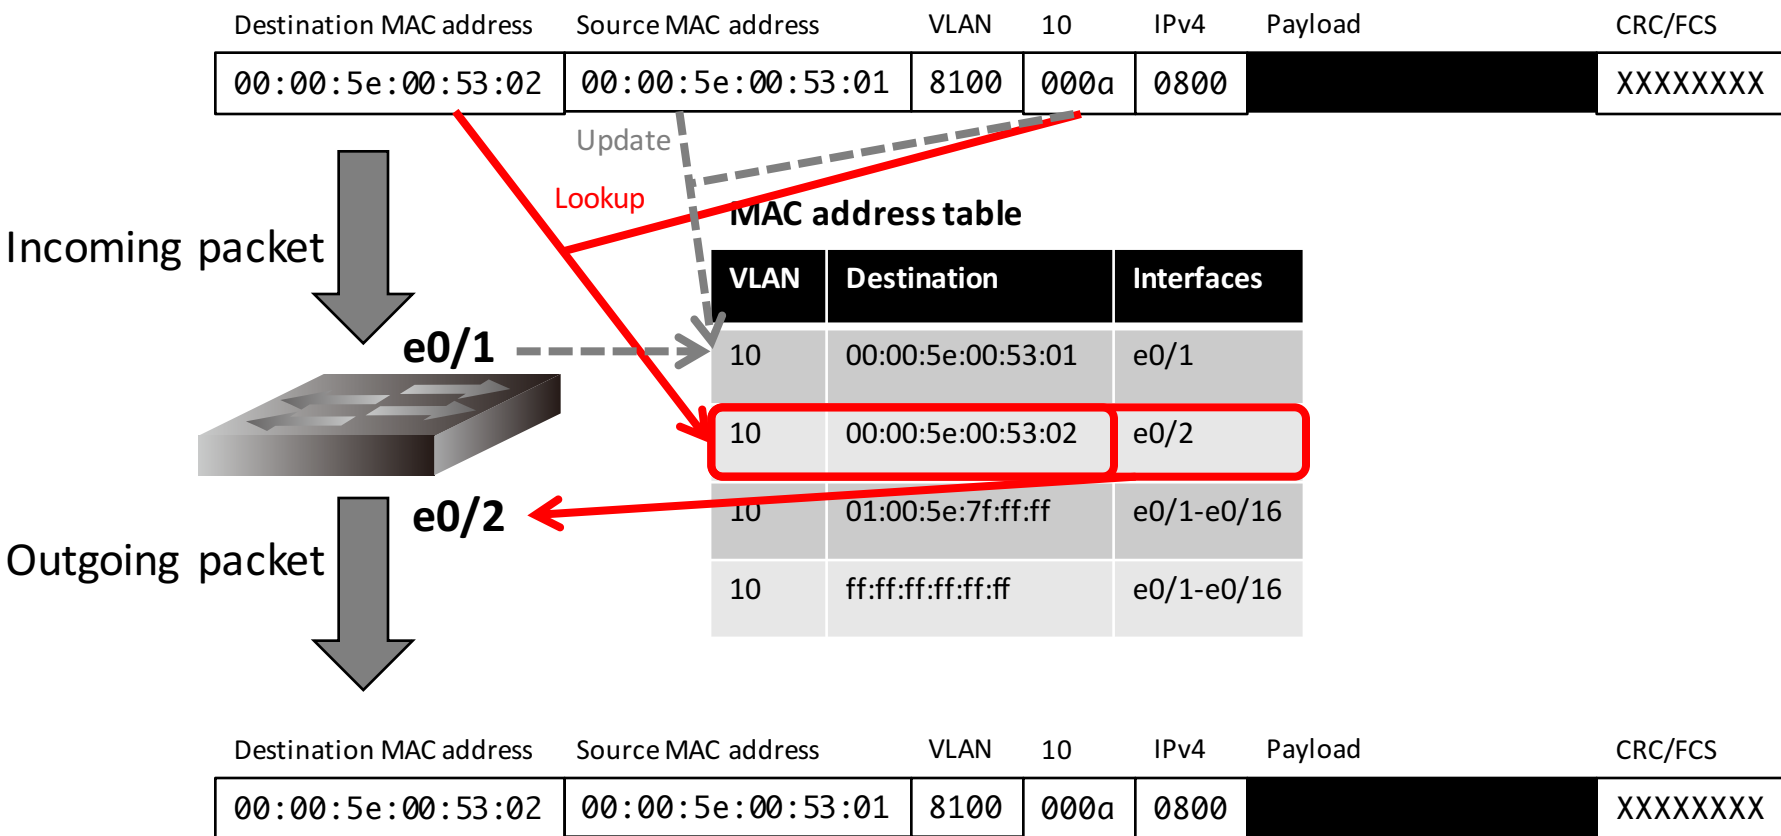 Destination MAC address Source MAC address VLAN 10 IPv4 Payload CRC/FCS
00:00:5e:00:53:02 00:00:5e:00:53:01 8100 000a 0800 XXXXXXXX
Update
Lookup
MAC address table
Incoming packet
VLAN Destination Interfaces
e0/1
10 00:00:5e:00:53:01 e0/1
10 00:00:5e:00:53:02 e0/2
e0/2
10 01:00:5e:7f:ff:ff e0/1-e0/16
Outgoing packet
10 ff:ff:ff:ff:ff:ff e0/1-e0/16
Destination MAC address Source MAC address VLAN 10 IPv4 Payload CRC/FCS
00:00:5e:00:53:02 00:00:5e:00:53:01 8100 000a 0800 XXXXXXXX